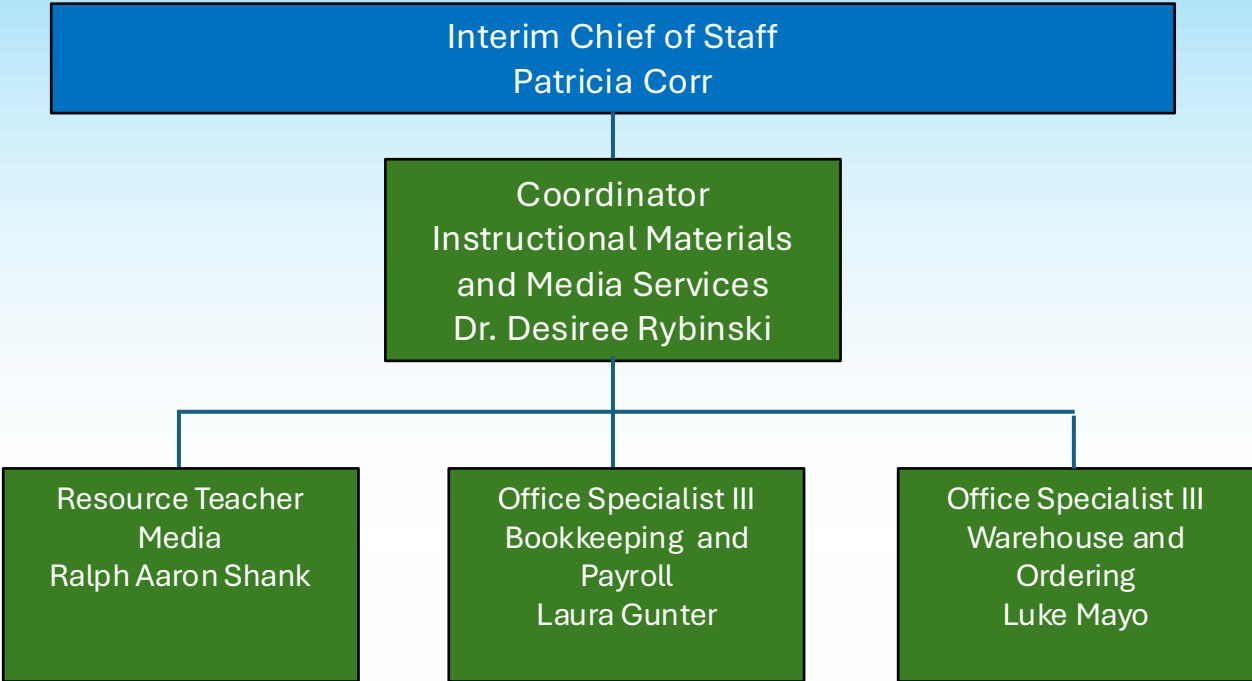 Interim Chief of Staff
Patricia Corr
Coordinator
Instructional Materials
and Media Services
Dr. Desiree Rybinski
Resource Teacher
Media
Ralph Aaron Shank
Office Specialist III
Bookkeeping and
Payroll
Laura Gunter
Office Specialist III
Warehouse and
Ordering
Luke Mayo